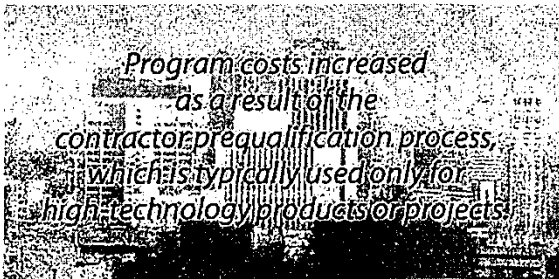 Program costs increased
as a result of the
contractor prequalification process,
which is typically used only for
high-technology products or projects.